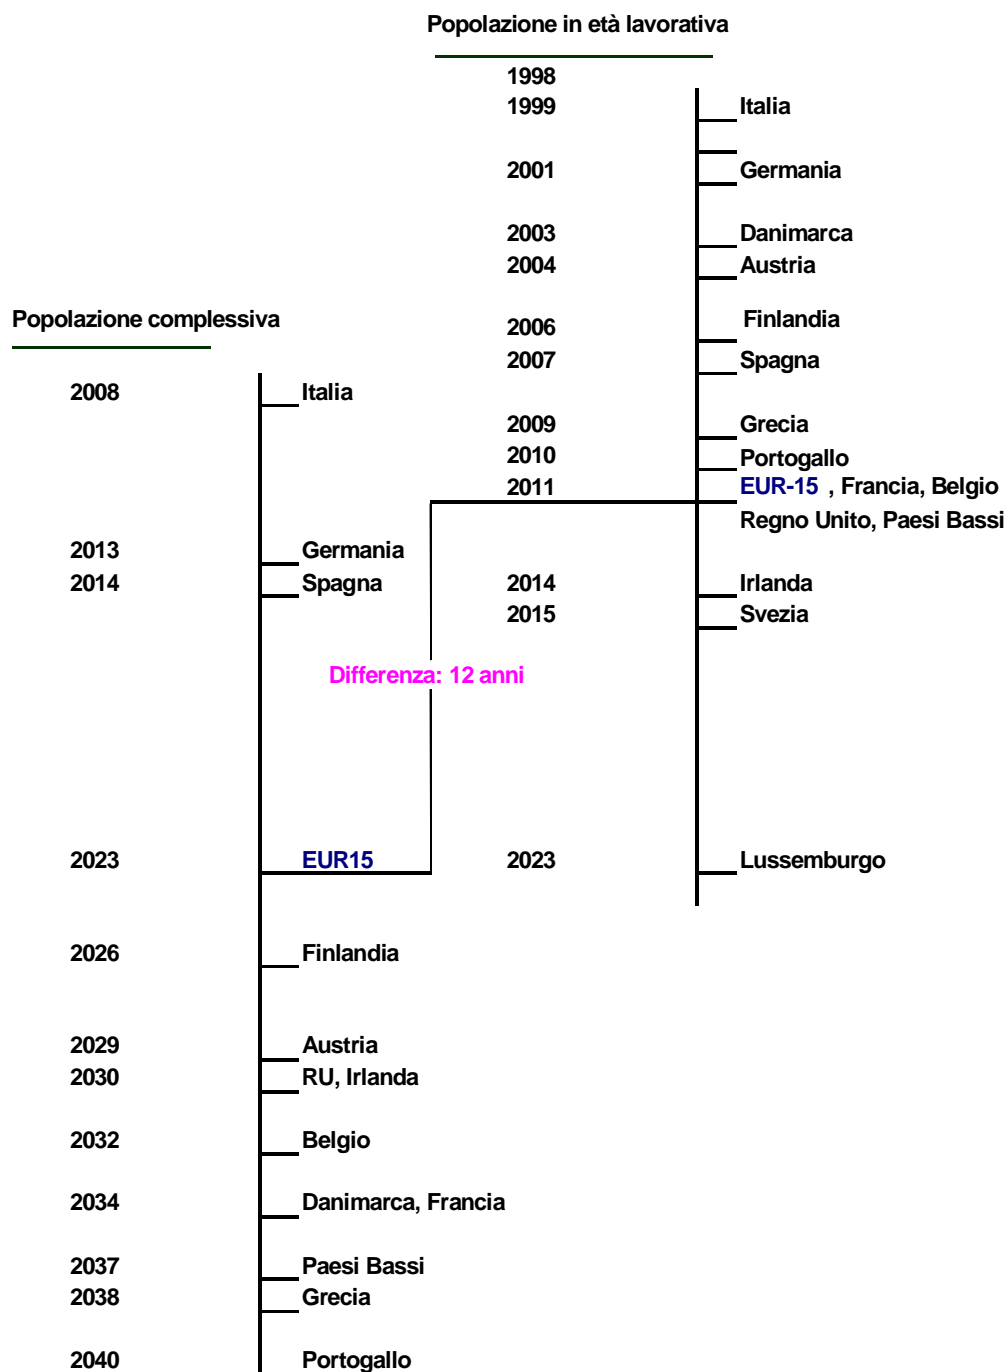 Popolazione in età lavorativa
1998
1999 Italia
2001 Germania
2003 Danimarca
2004 Austria
2006 Finlandia
2007 Spagna
2009 Grecia
2010 Portogallo
2011 EUR-15 , Francia, Belgio
Regno Unito, Paesi Bassi
2014 Irlanda
2015 Svezia
2023 Lussemburgo
Differenza: 12 anni
Popolazione complessiva
2008 Italia
2013 Germania
2014 Spagna
2023 EUR15
2026 Finlandia
2029 Austria
2030 RU, Irlanda
2032 Belgio
2034 Danimarca, Francia
2037 Paesi Bassi
2038 Grecia
2040 Portogallo